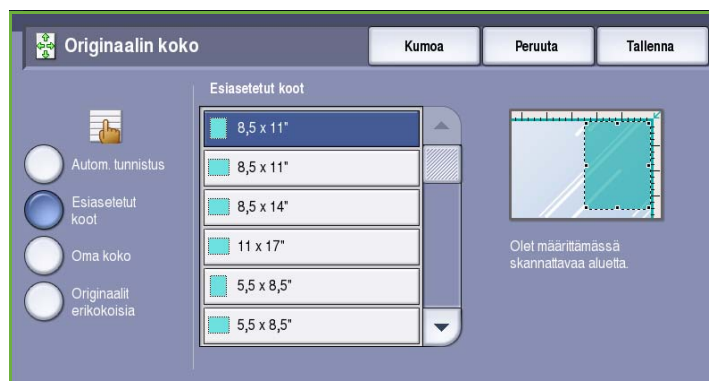 Originaalin koko
Kumoa
Peruuta
Tallenna
Esiasetetut koot
Autom. tunnistus
Esiasetetut
koot
Oma koko
Originaalit
erikokoisia
8,5 x 11"
8,5 x 11"
8,5 x 14"
11 x 17"
5,5 x 8,5"
5,5 x 8,5"
Olet määrittämässä
skannattavaa aluetta.